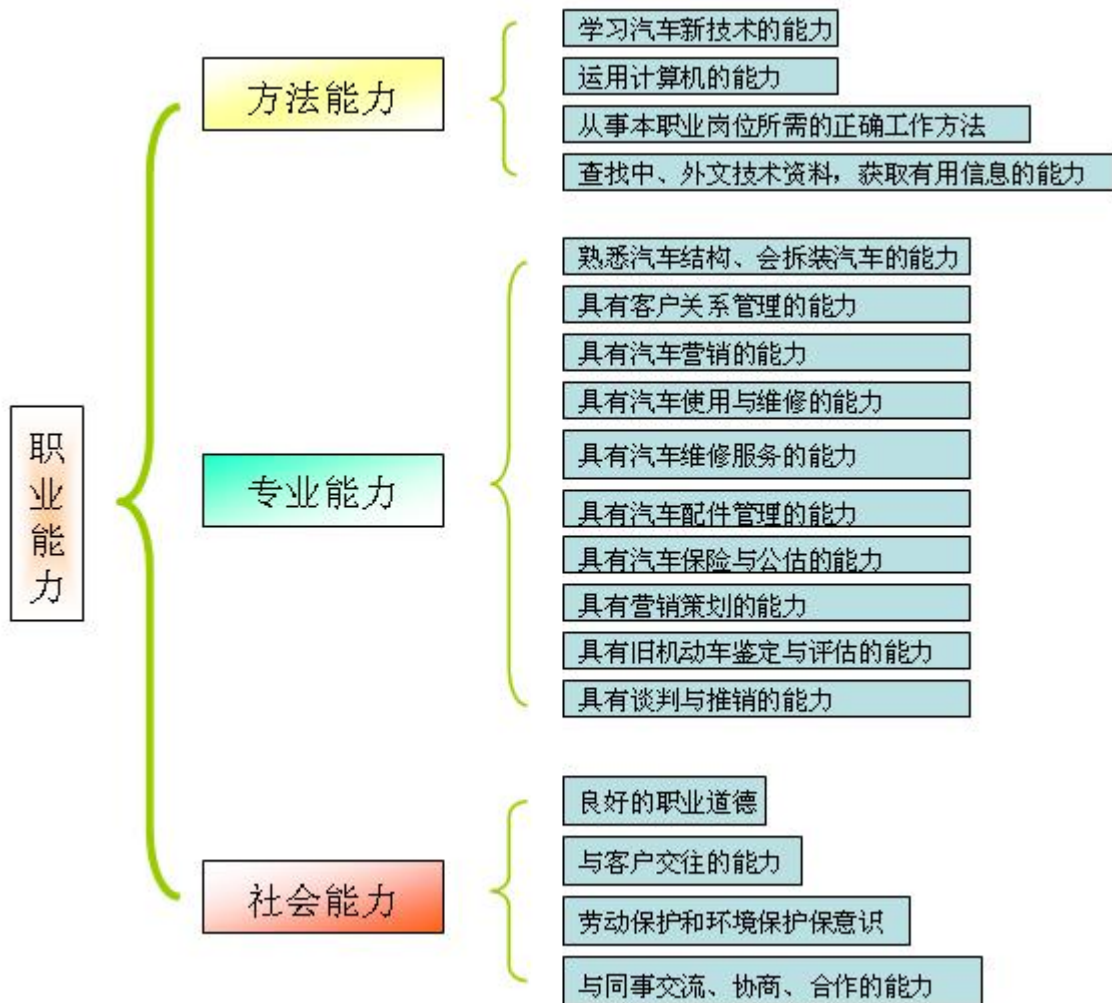 职业能力
方法能力
学习汽车新技术的能力
运用计算机的能力
从事本职业岗位所需的正确工作方法
查找中、外文技术资料，获取有用信息的能力
专业能力
熟悉汽车结构、会拆装汽车的能力
具有客户关系管理的能力
具有汽车营销的能力
具有汽车使用与维修的能力
具有汽车维修服务的能力
具有汽车配件管理的能力
具有汽车保险与公估的能力
具有营销策划的能力
具有旧机动车鉴定与评估的能力
具有谈判与推销的能力
社会能力
良好的职业道德
与客户交往的能力
劳动保护和环境保护保意识
与同事交流、协商、合作的能力